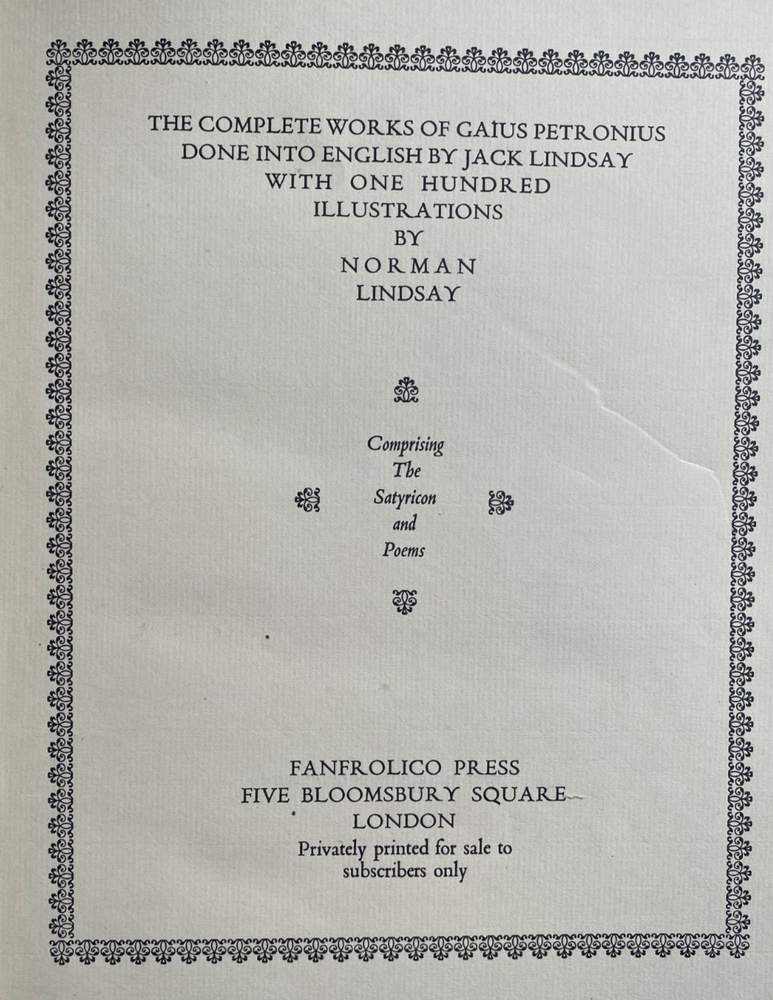 THE COMPLETE WORKS OF GAIUS PETRONIUS
DONE INTO ENGLISH BY JACK LINDSAY
WITH ONE HUNDRED
ILLUSTRATIONS
BY
NORMAN
LINDSAY
Comprising
The
Satyricon
and
Poems
FANFROLICO PRESS
FIVE BLOOMSBURY SQUARE
LONDON
Privately printed for sale to
subscribers only